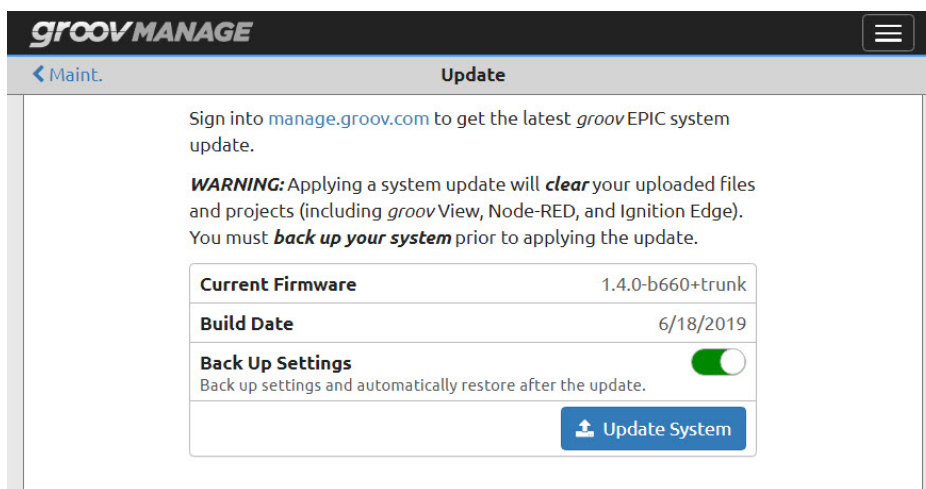 groov MANAGE
Maint.
Update
Sign into manage.groov.com to get the latest groov EPIC system
update.
WARNING: Applying a system update will clear your uploaded files
and projects (including groov View, Node-RED, and Ignition Edge).
You must back up your system prior to applying the update.
Current Firmware 1.4.0-b660+trunk
Build Date 6/18/2019
Back Up Settings
Back up settings and automatically restore after the update.
Update System